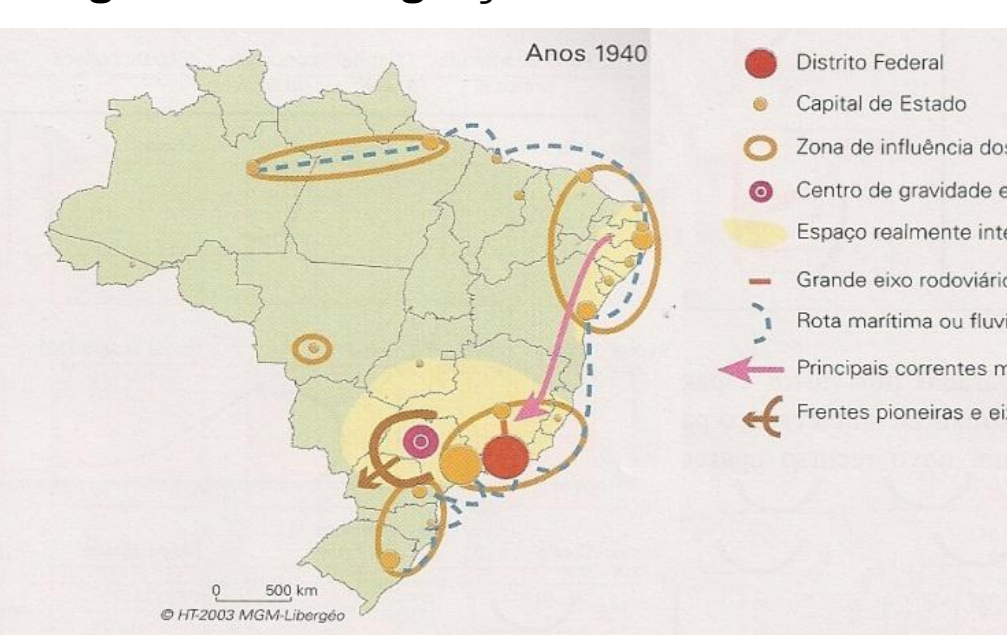 Anos 1940
Distrito Federal
Capital de Estado
Zona de influência dos
Centro de gravidade e
Espaço realmente inte
Grande eixo rodoviário
Rota marítima ou fluvi
Principais correntes m
Frentes pioneiras e ei
0 500 km
© HT-2003 MGM-Libergéo